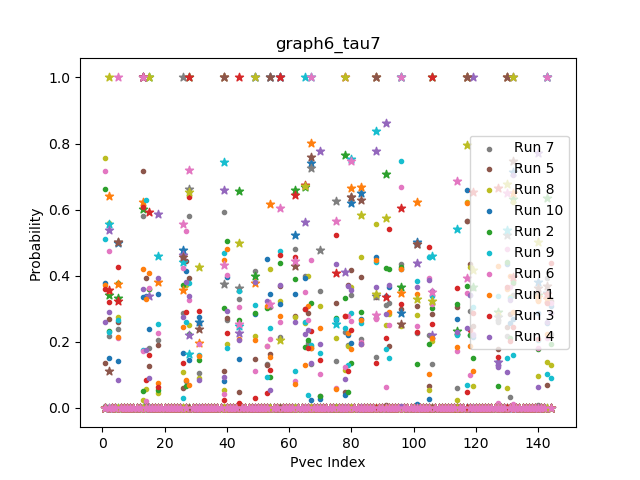 graph6_tau7
Probability
1.0
0.8
0.6
0.4
0.2
0.0
0 20 40 60 80 100 120 140
Pvec Index
Run 7
Run 5
Run 8
Run 10
Run 2
Run 9
Run 6
Run 1
Run 3
Run 4